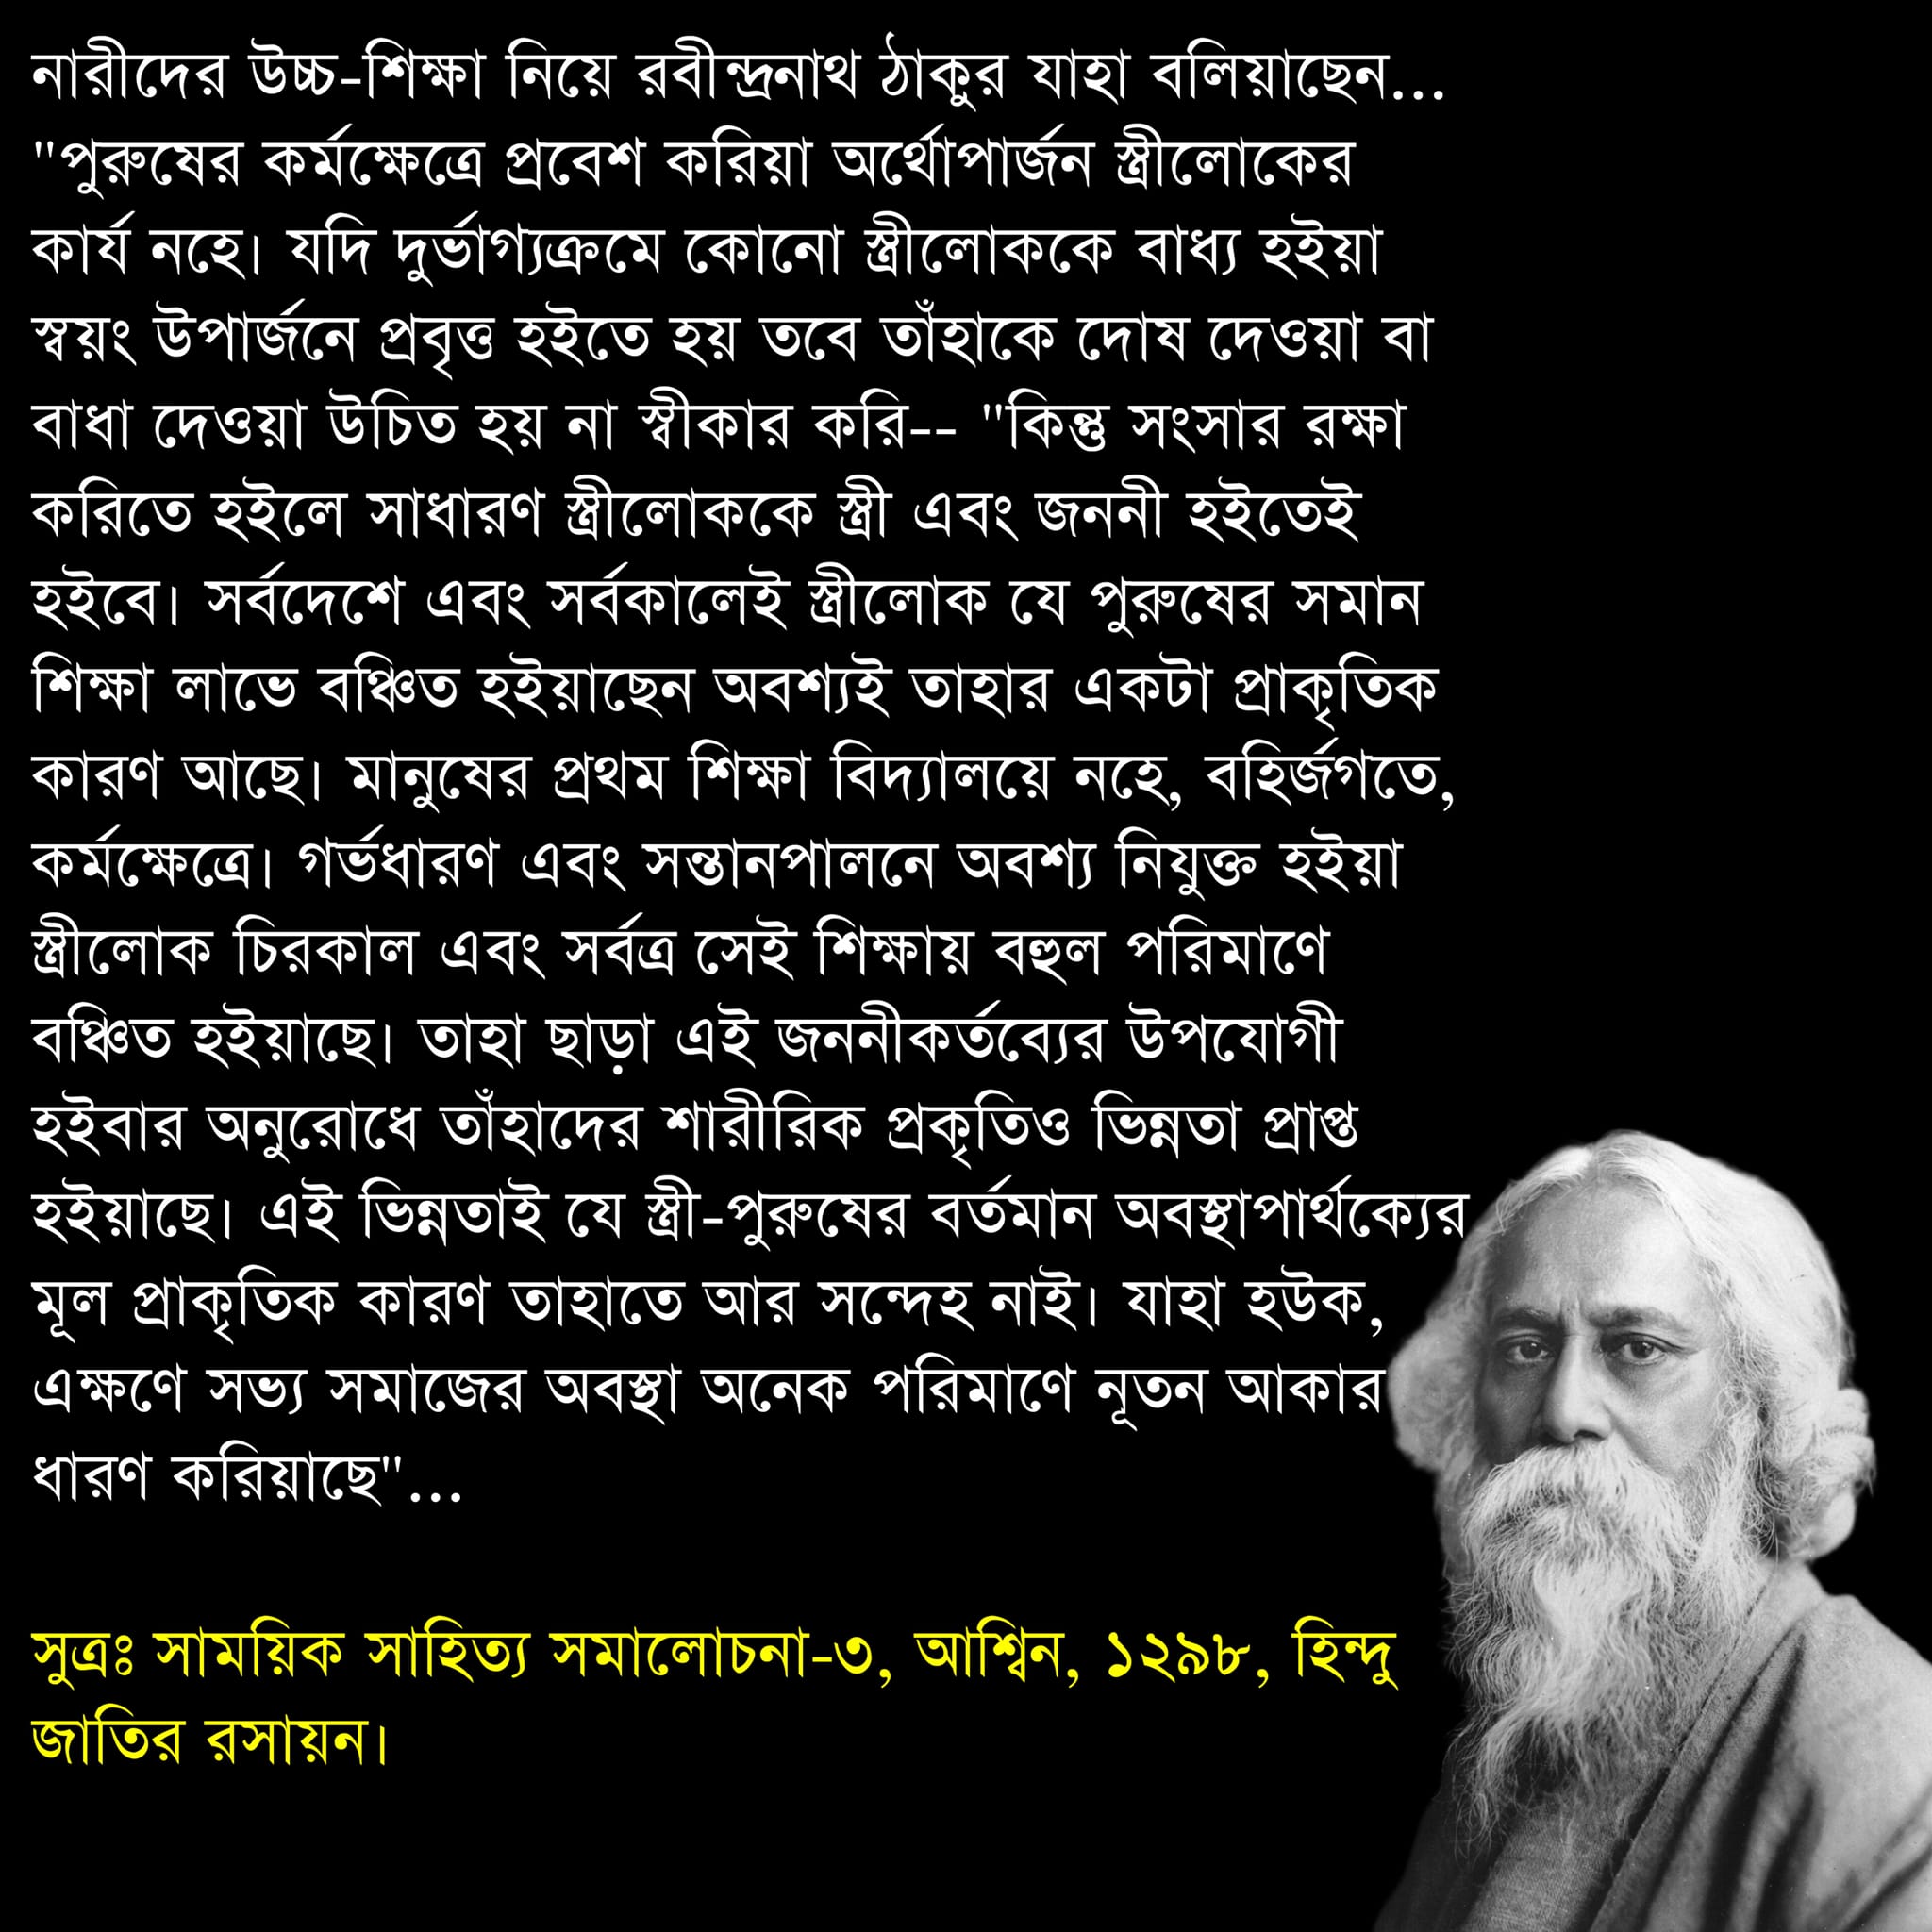 নারীদের উচ্চ-শিক্ষা নিয়ে রবীন্দ্রনাথ ঠাকুর যাহা বলিয়াছেন...
"পুরুষের কর্মক্ষেত্রে প্রবেশ করিয়া অর্থোপার্জন স্ত্রীলোকের
কার্য নহে। যদি দুর্ভাগ্যক্রমে কোনো স্ত্রীলোককে বাধ্য হইয়া
স্বয়ং উপার্জনে প্রবৃত্ত হইতে হয় তবে তাঁহাকে দোষ দেওয়া বা
বাধা দেওয়া উচিত হয় না স্বীকার করি-- "কিন্তু সংসার রক্ষা
করিতে হইলে সাধারণ স্ত্রীলোককে স্ত্রী এবং জননী হইতেই
হইবে। সর্বদেশে এবং সর্বকালেই স্ত্রীলোক যে পুরুষের সমান
শিক্ষা লাভে বঞ্চিত হইয়াছেন অবশ্যই তাহার একটা প্রাকৃতিক
কারণ আছে। মানুষের প্রথম শিক্ষা বিদ্যালয়ে নহে, বহির্জগতে,
কর্মক্ষেত্রে। গর্ভধারণ এবং সন্তানপালনে অবশ্য নিযুক্ত হইয়া
স্ত্রীলোক চিরকাল এবং সর্বত্র সেই শিক্ষায় বহুল পরিমাণে
বঞ্চিত হইয়াছে। তাহা ছাড়া এই জননীকর্তব্যের উপযোগী
হইবার অনুরোধে তাঁহাদের শারীরিক প্রকৃতিও ভিন্নতা প্রাপ্ত
হইয়াছে। এই ভিন্নতাই যে স্ত্রী-পুরুষের বর্তমান অবস্থাপার্থক্যের
মূল প্রাকৃতিক কারণ তাহাতে আর সন্দেহ নাই। যাহা হউক,
এক্ষণে সভ্য সমাজের অবস্থা অনেক পরিমাণে নূতন আকার
ধারণ করিয়াছে"...
সুত্রঃ সাময়িক সাহিত্য সমালোচনা-৩, আশ্বিন, ১২৯৮, হিন্দু
জাতির রসায়ন।